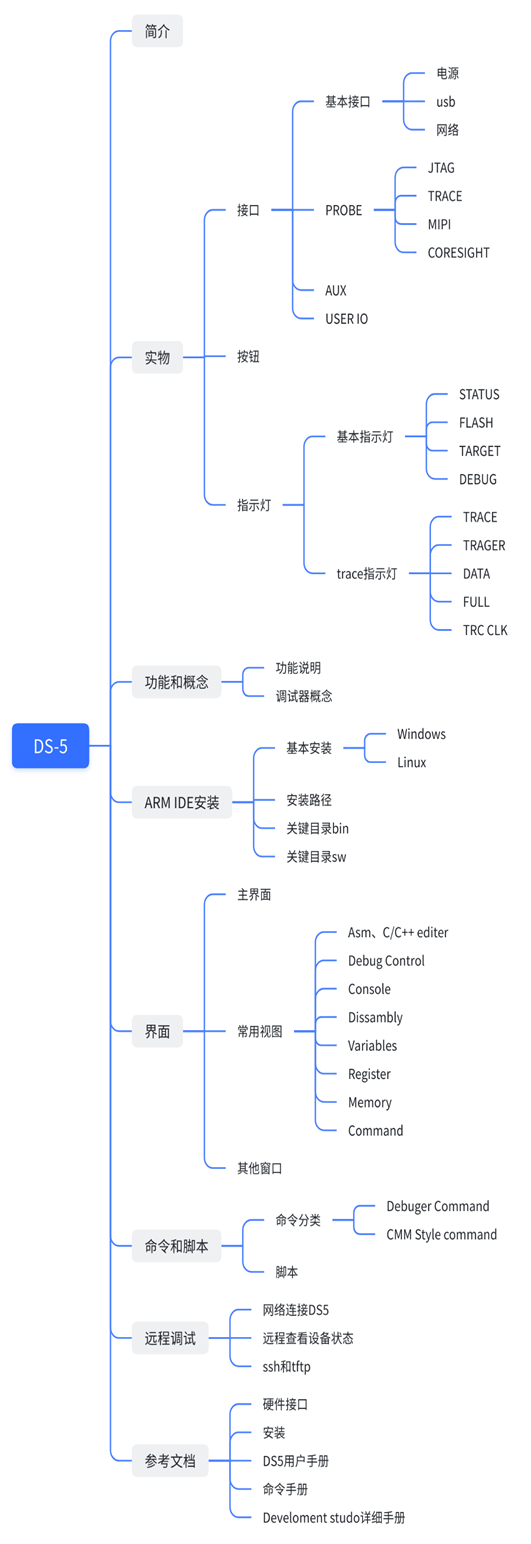 简介
电源
基本接口
usb
网络
JTAG
TRACE
接口
PROBE
MIPI
CORESIGHT
AUX
USER IO
实物
按钮
STATUS
FLASH
基本指示灯
TARGET
DEBUG
指示灯
TRACE
TRAGER
trace指示灯
DATA
FULL
TRC CLK
功能和概念
功能说明
调试器概念
DS-5
Windows
基本安装
Linux
ARM IDE安装
安装路径
关键目录bin
关键目录sw
主界面
Asm、C/C++ editer
Debug Control
Console
Dissambly
界面
常用视图
Variables
Register
Memory
Command
其他窗口
Debuger Command
命令分类
CMM Style command
命令和脚本
脚本
网络连接DS5
远程调试
远程查看设备状态
ssh和tftp
硬件接口
安装
参考文档
DS5用户手册
命令手册
Develoment studo详细手册